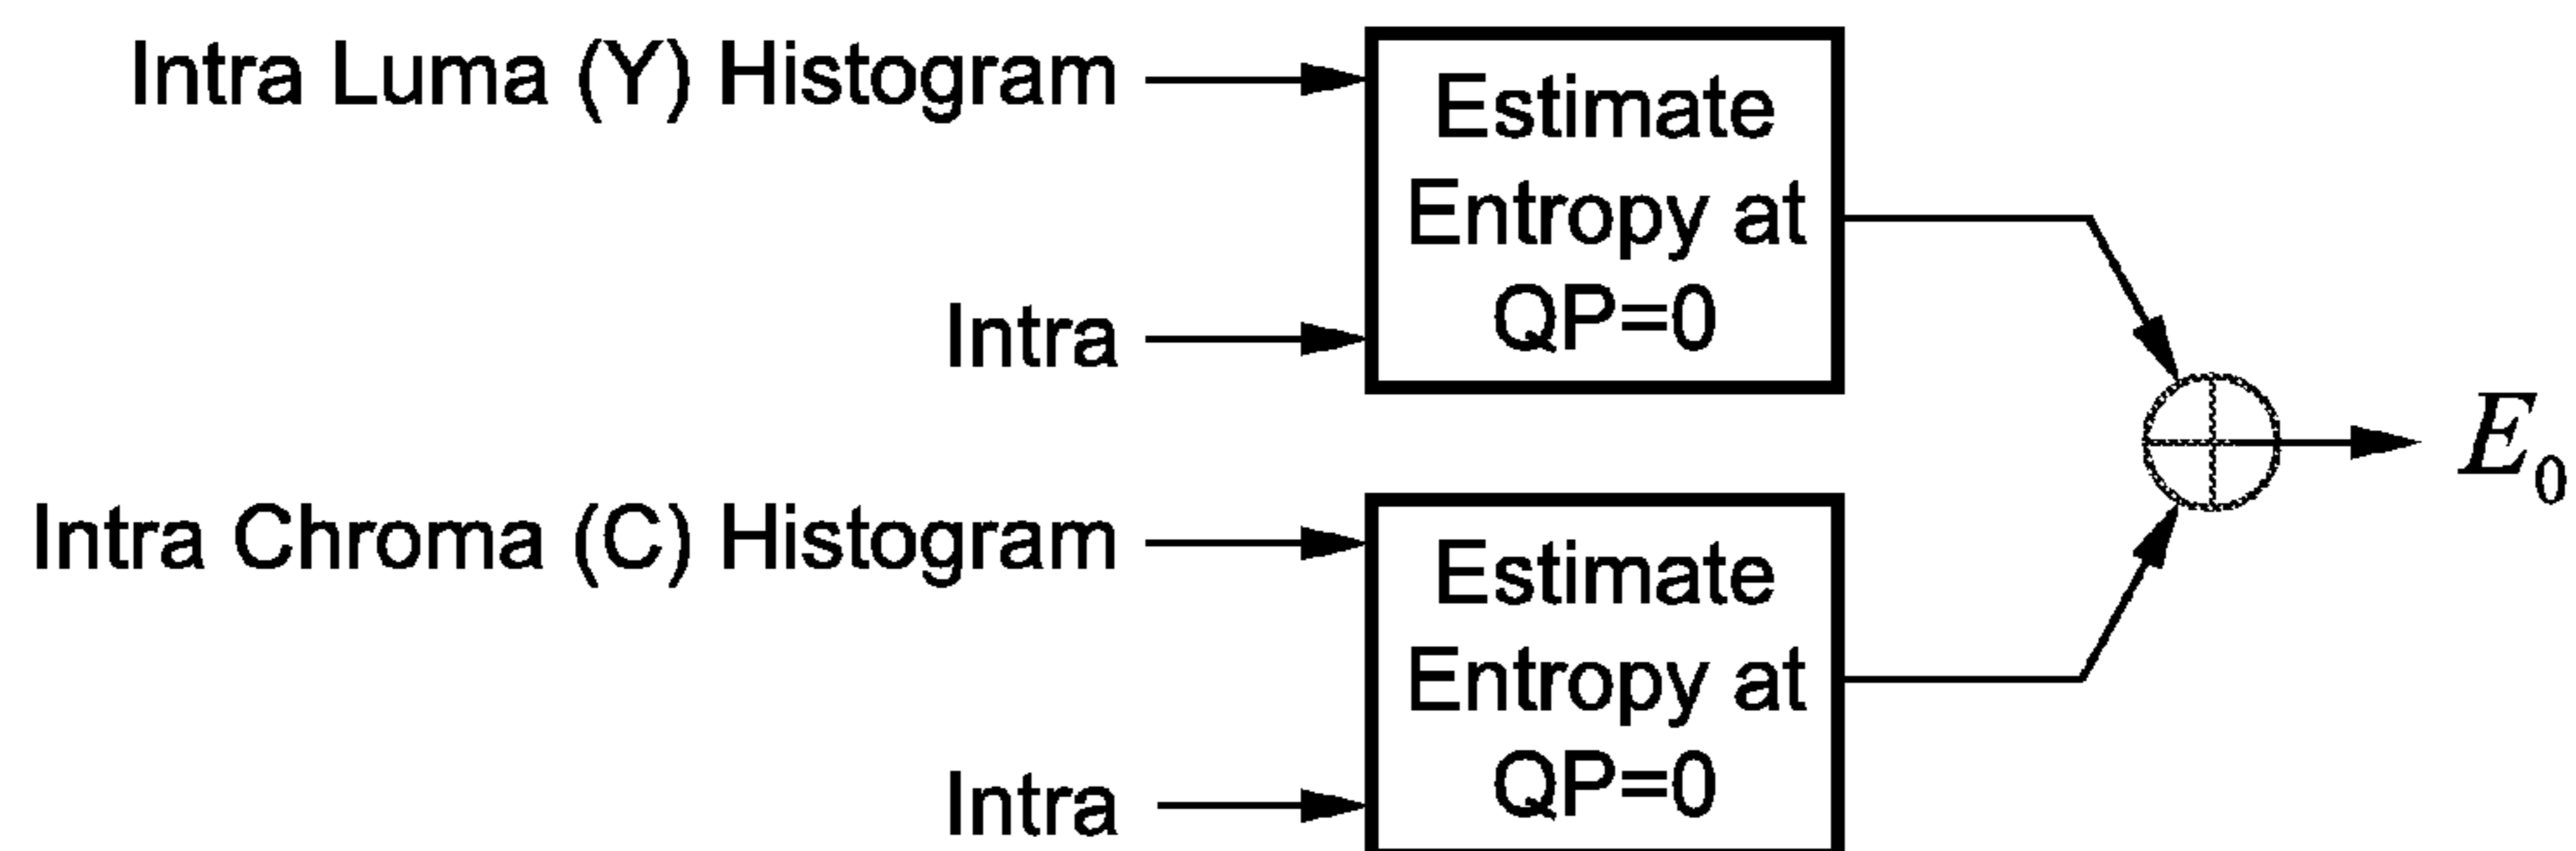 Intra Luma (Y) Histogram
Estimate
Entropy at
QP=0
Intra
E₀
Intra Chroma (C) Histogram
Estimate
Entropy at
QP=0
Intra